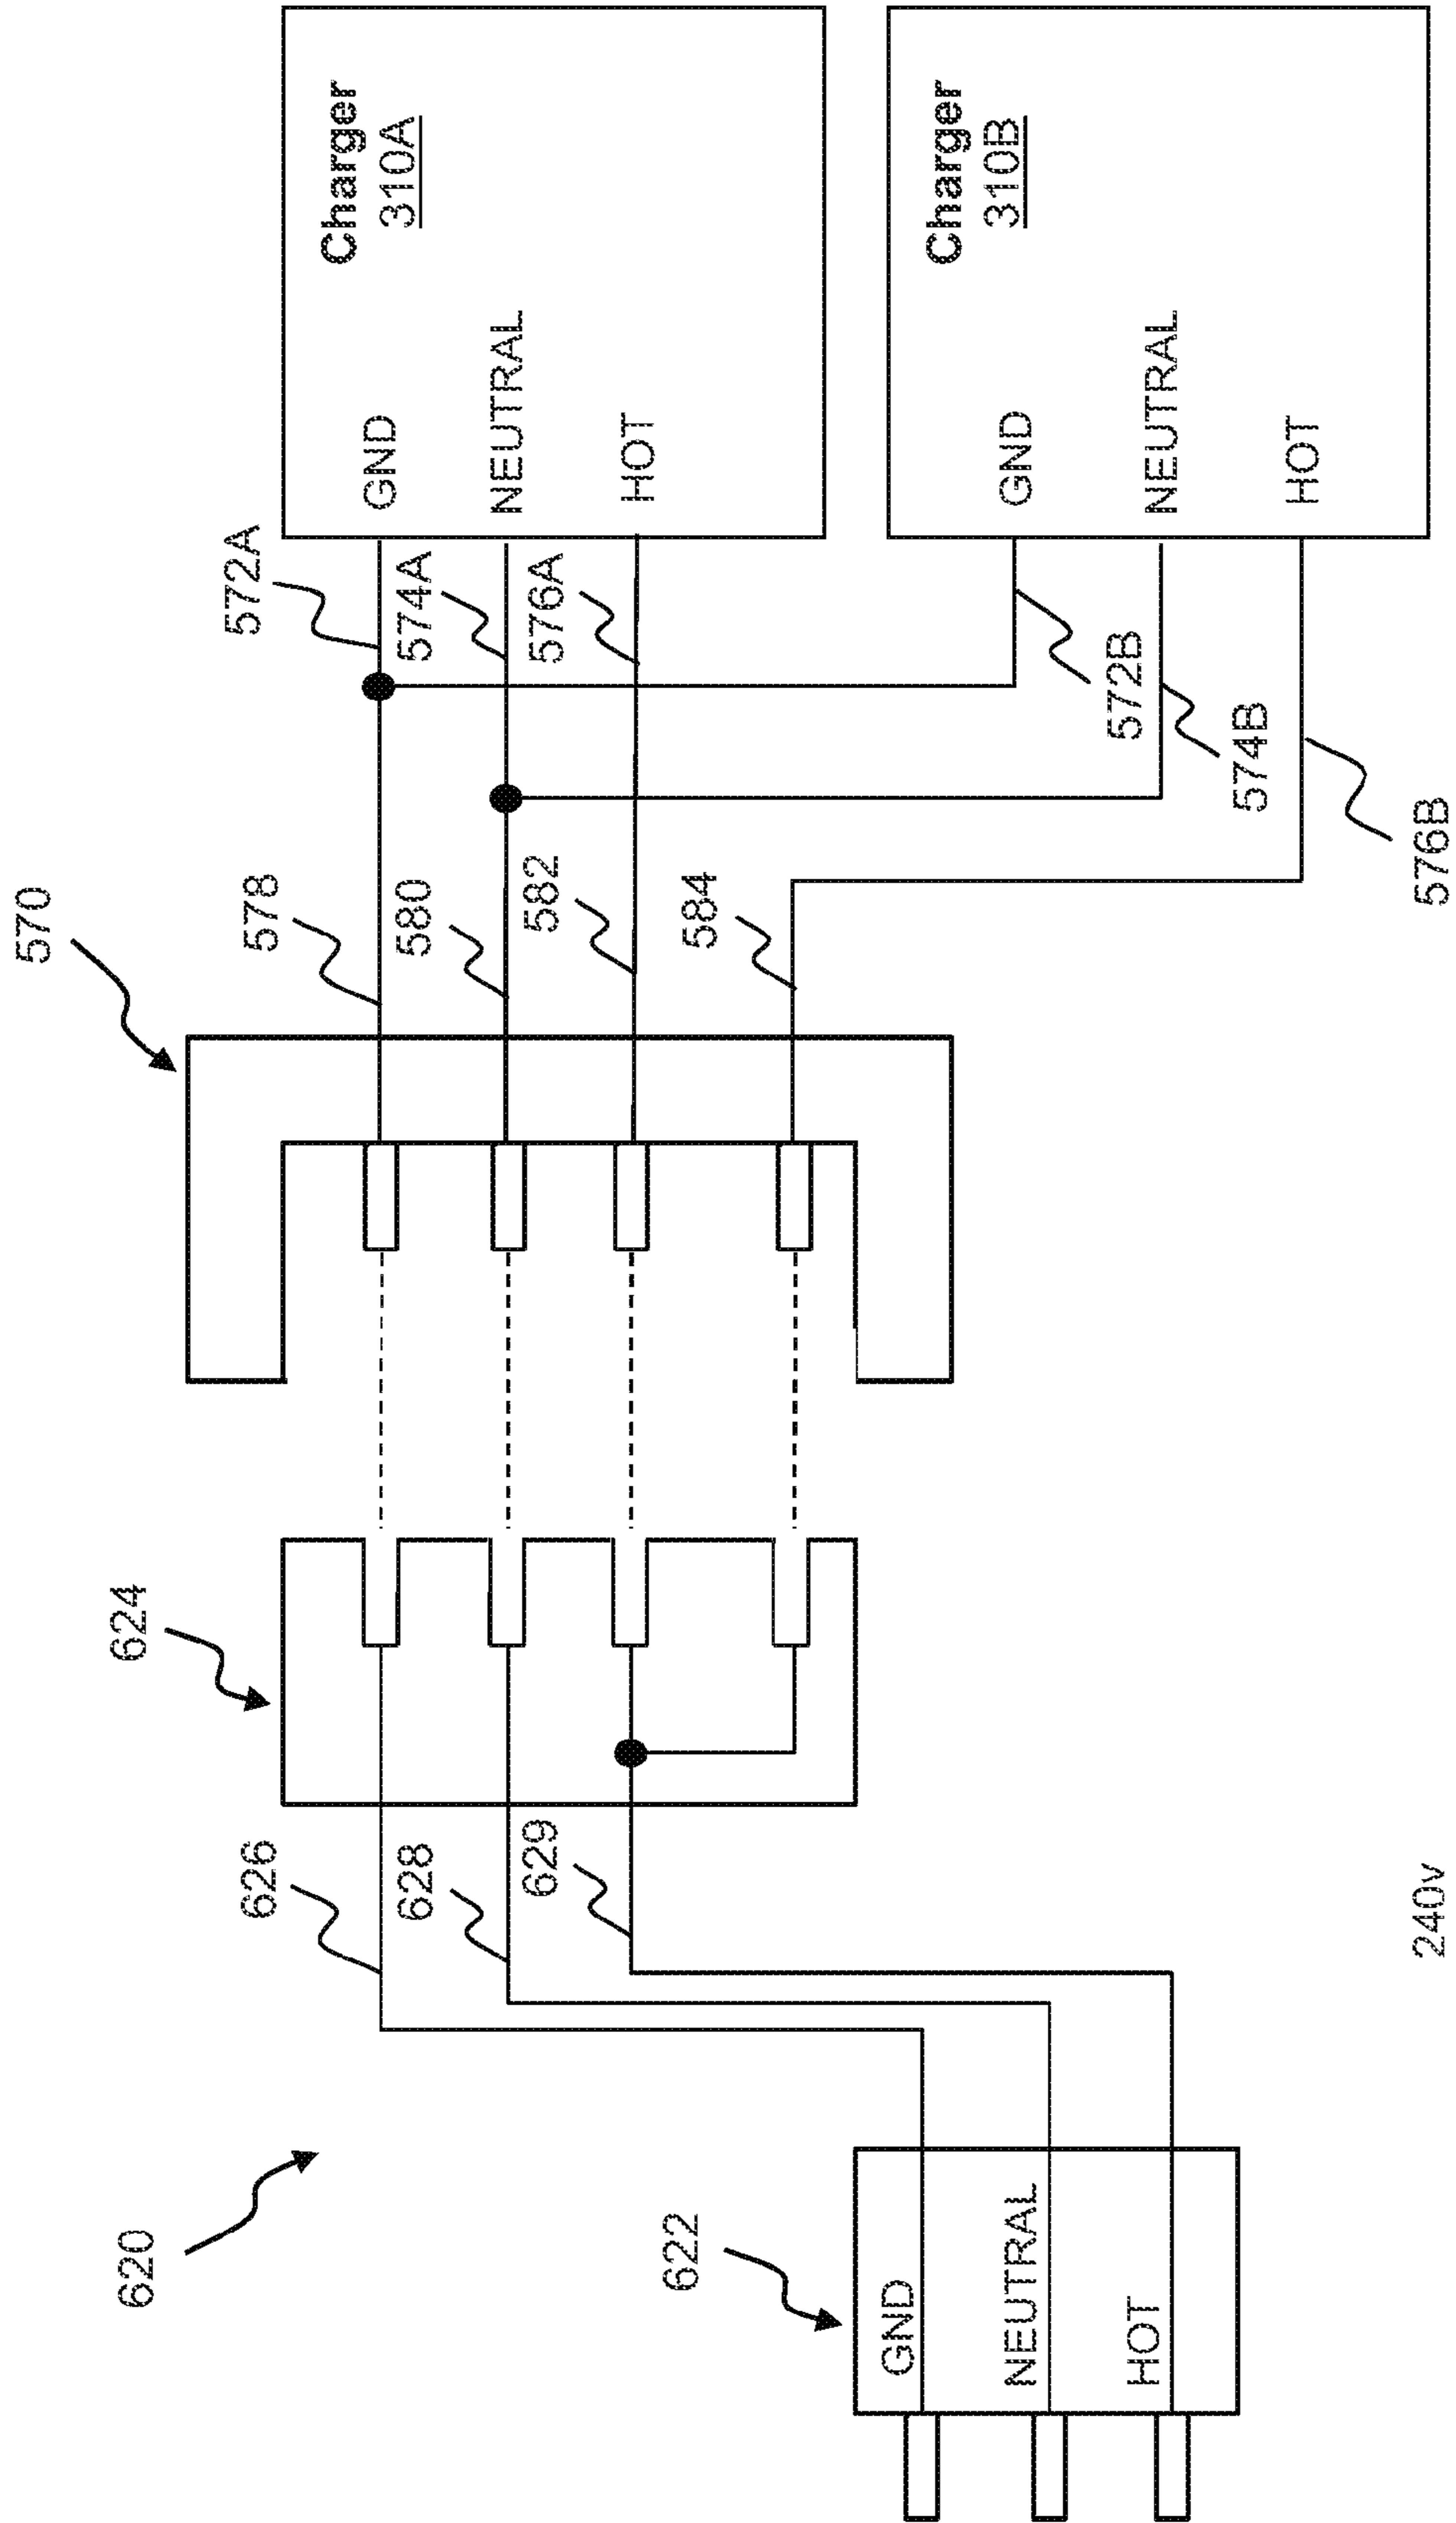 620
622
GND
NEUTRAL
HOT
240v
626
628
629
624
570
578
580
582
584
572A
574A
576A
572B
574B
576B
Charger
310A
GND
NEUTRAL
HOT
Charger
310B
GND
NEUTRAL
HOT